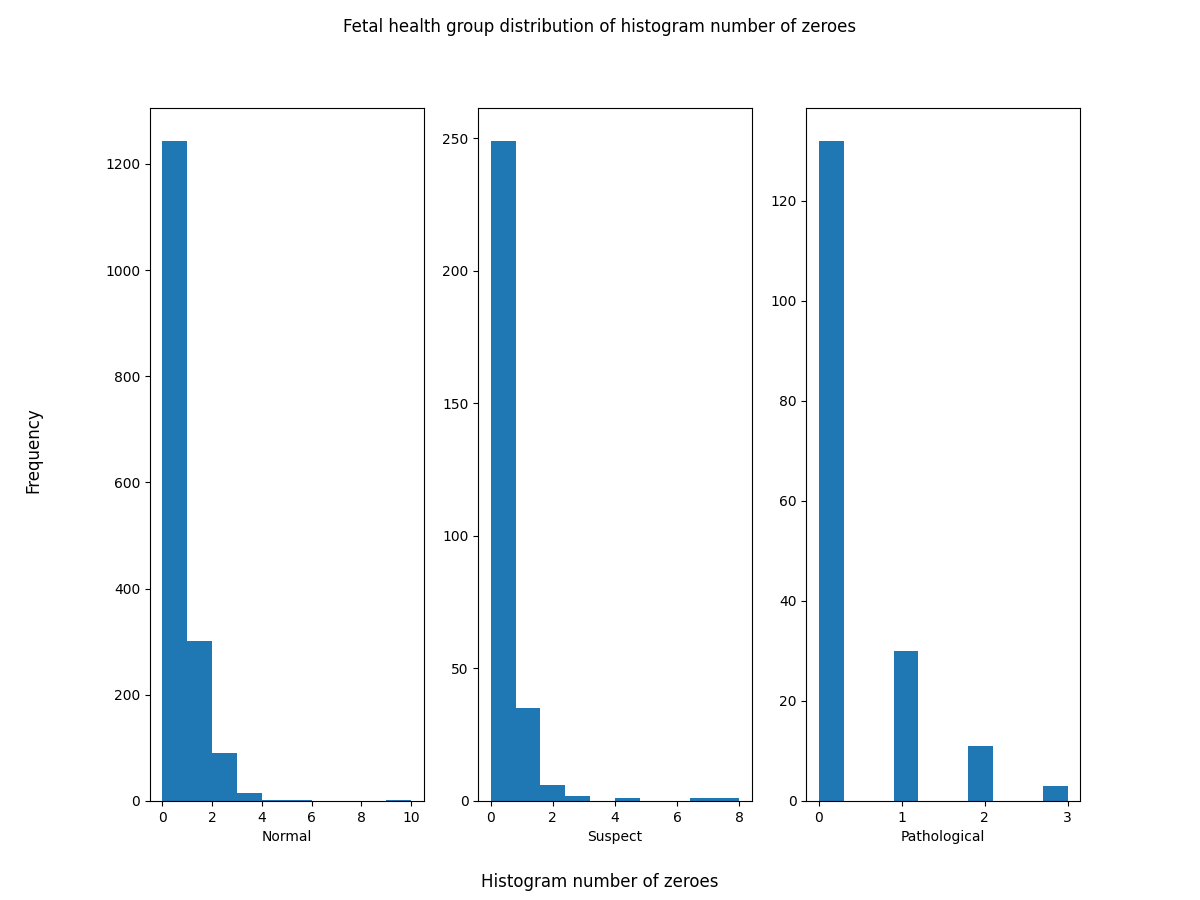 Fetal health group distribution of histogram number of zeroes
Frequency
1200
1000
800
600
400
200
0
0 2 4 6 8 10
Normal
250
200
150
100
50
0
0 2 4 6 8
Suspect
120
100
80
60
40
20
0
0 1 2 3
Pathological
Histogram number of zeroes